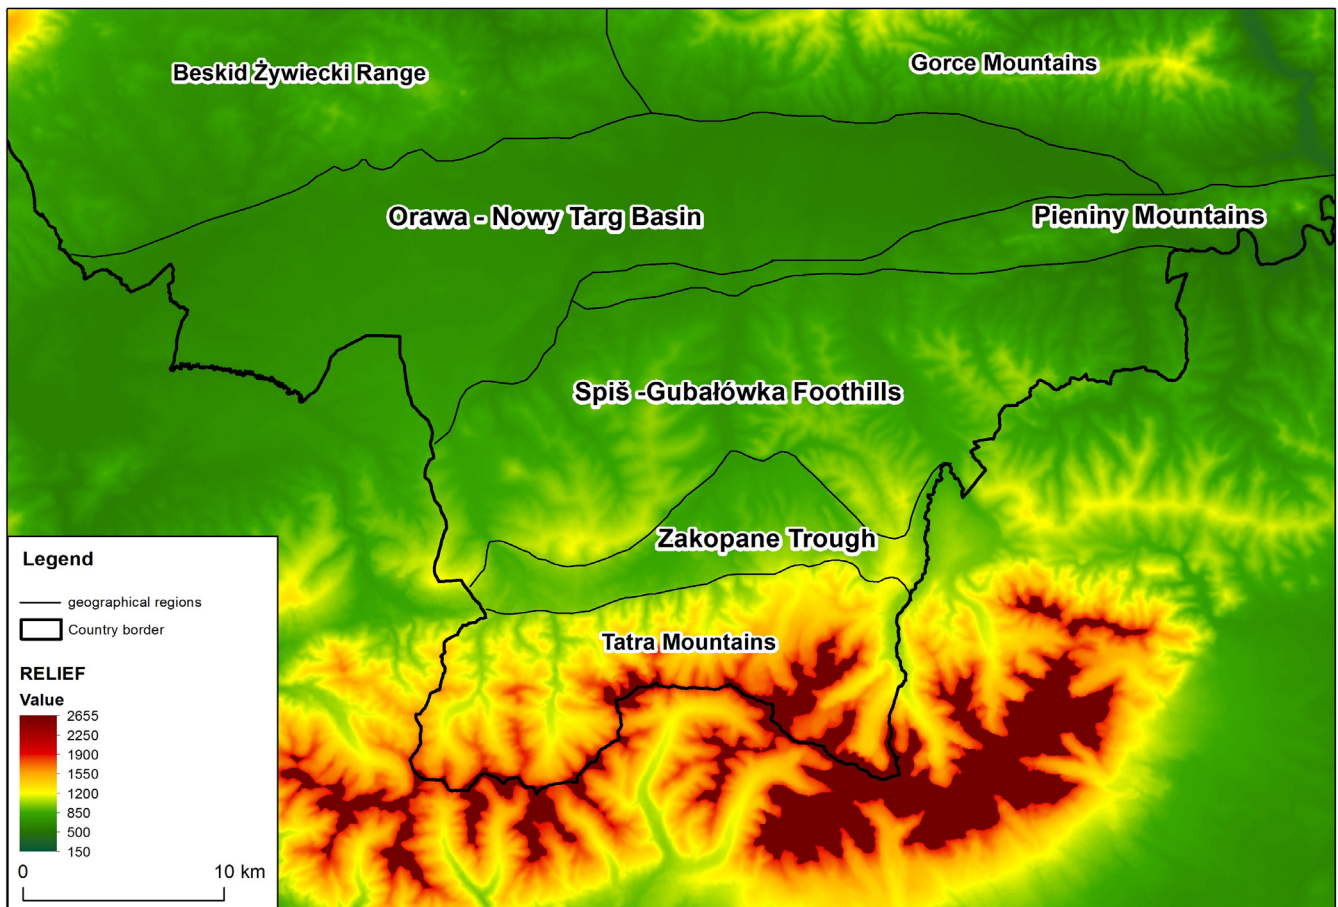 Beskid Żywiecki Range
Gorce Mountains
Orawa - Nowy Targ Basin
Pieniny Mountains
Spiš -Gubałówka Foothills
Zakopane Trough
Tatra Mountains
Legend
geographical regions
Country border
RELIEF
Value
2655
2250
1900
1550
1200
850
500
150
0 10 km